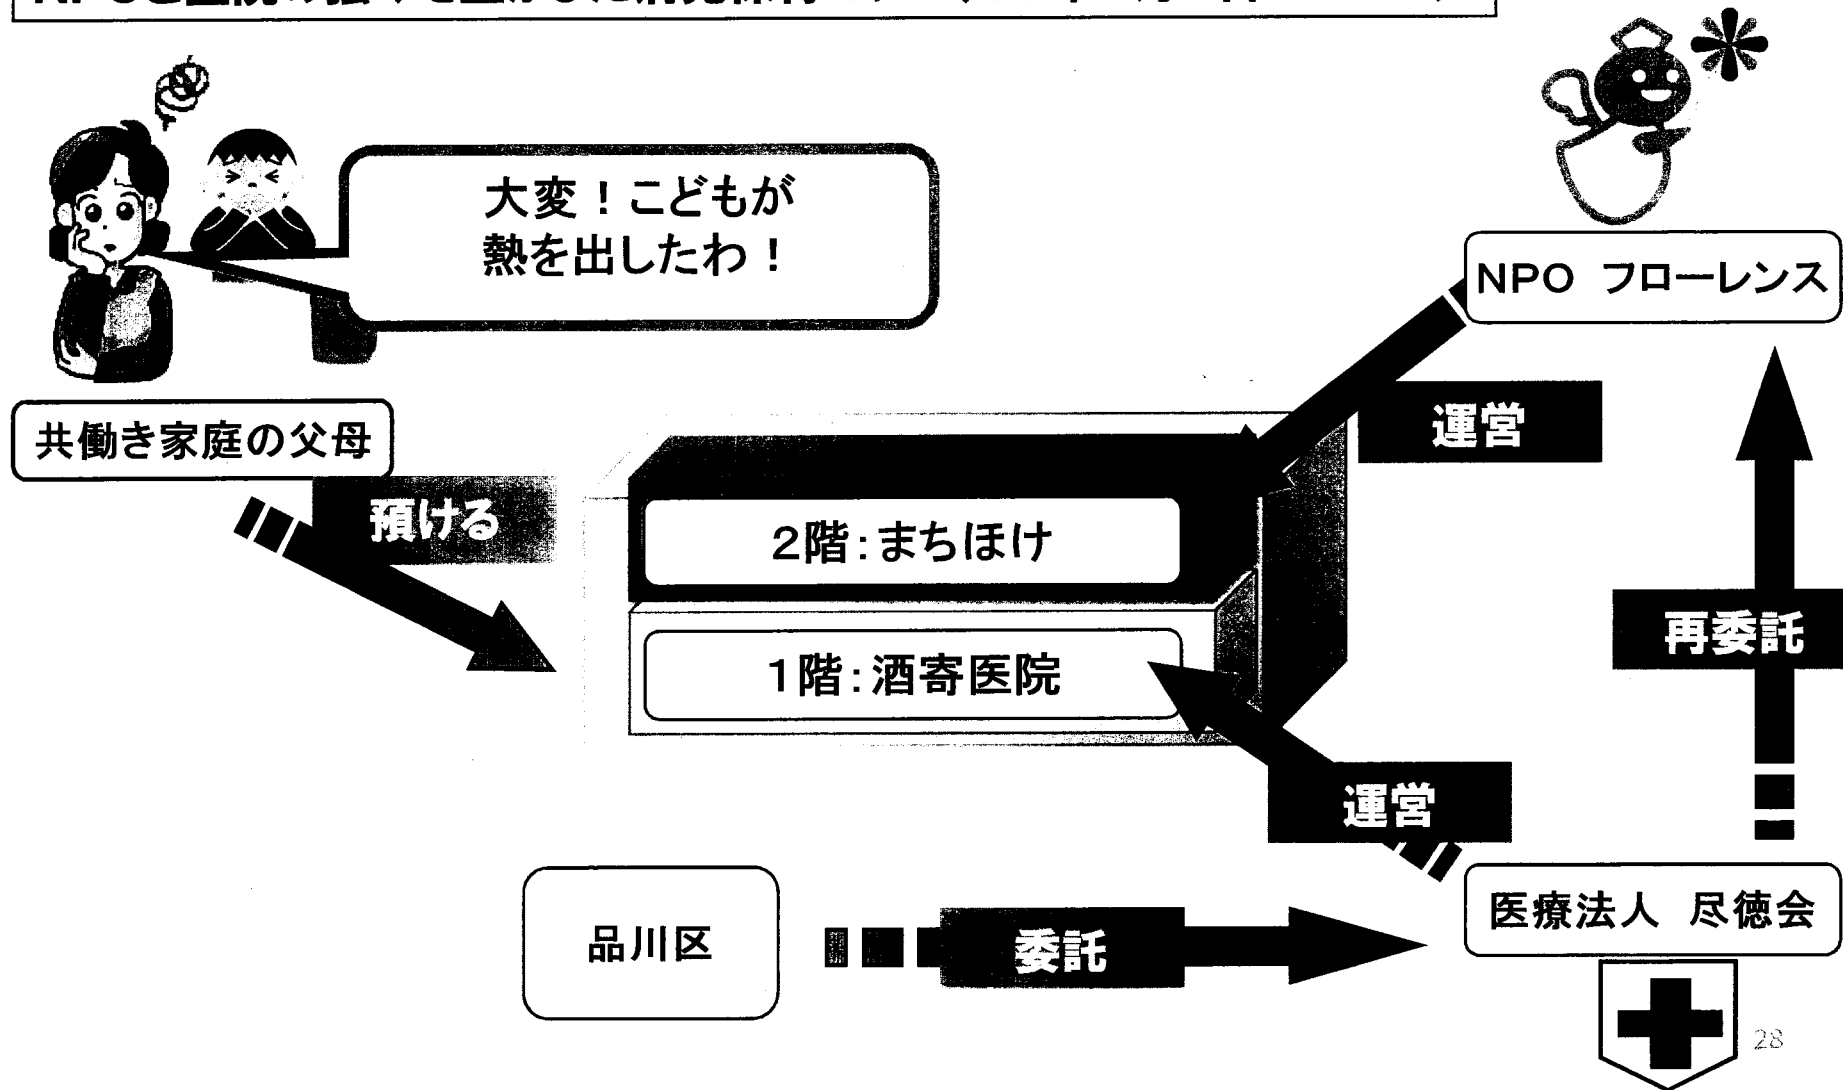 大変！こどもが
熱を出したわ！
NPO フローレンス
共働き家庭の父母
預ける
運営
2階：まちほけ
再委託
1階：酒寄医院
運営
品川区
委託
医療法人 尽徳会
28